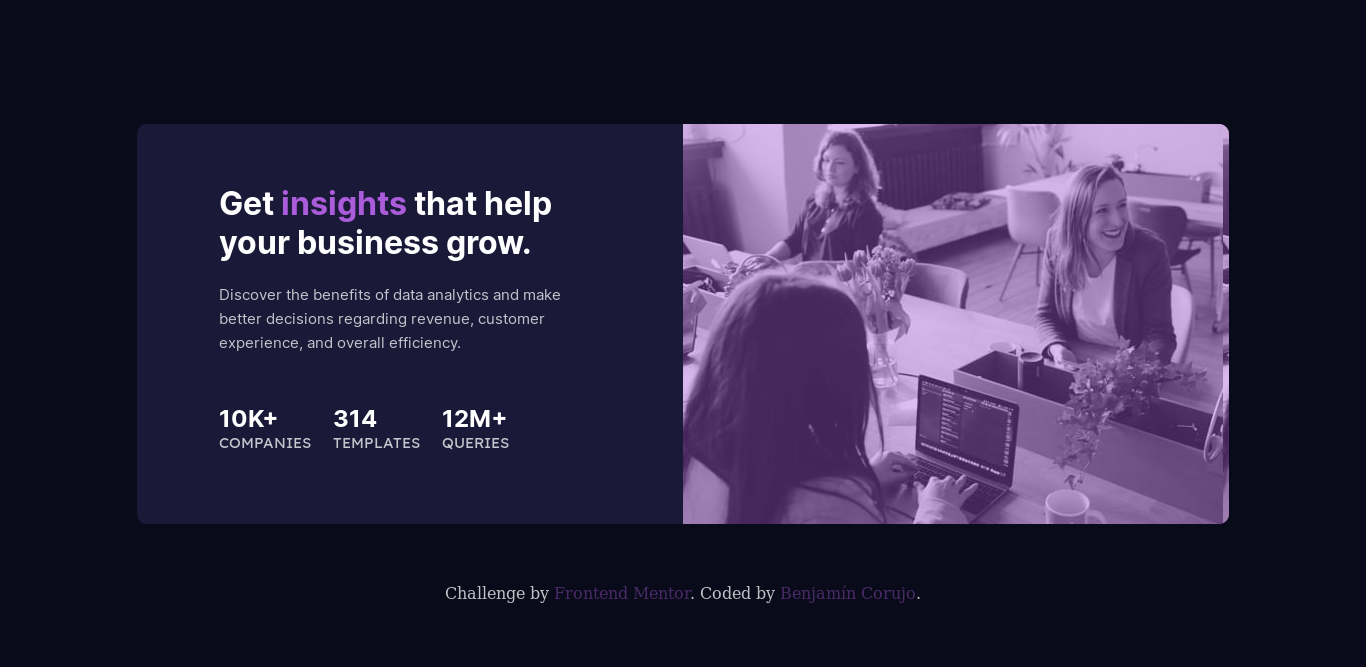 Get insights that help
your business grow.
Discover the benefits of data analytics and make
better decisions regarding revenue, customer
experience, and overall efficiency.
10K+ 314 12M+
COMPANIES TEMPLATES QUERIES
Challenge by Frontend Mentor. Coded by Benjamín Corujo.